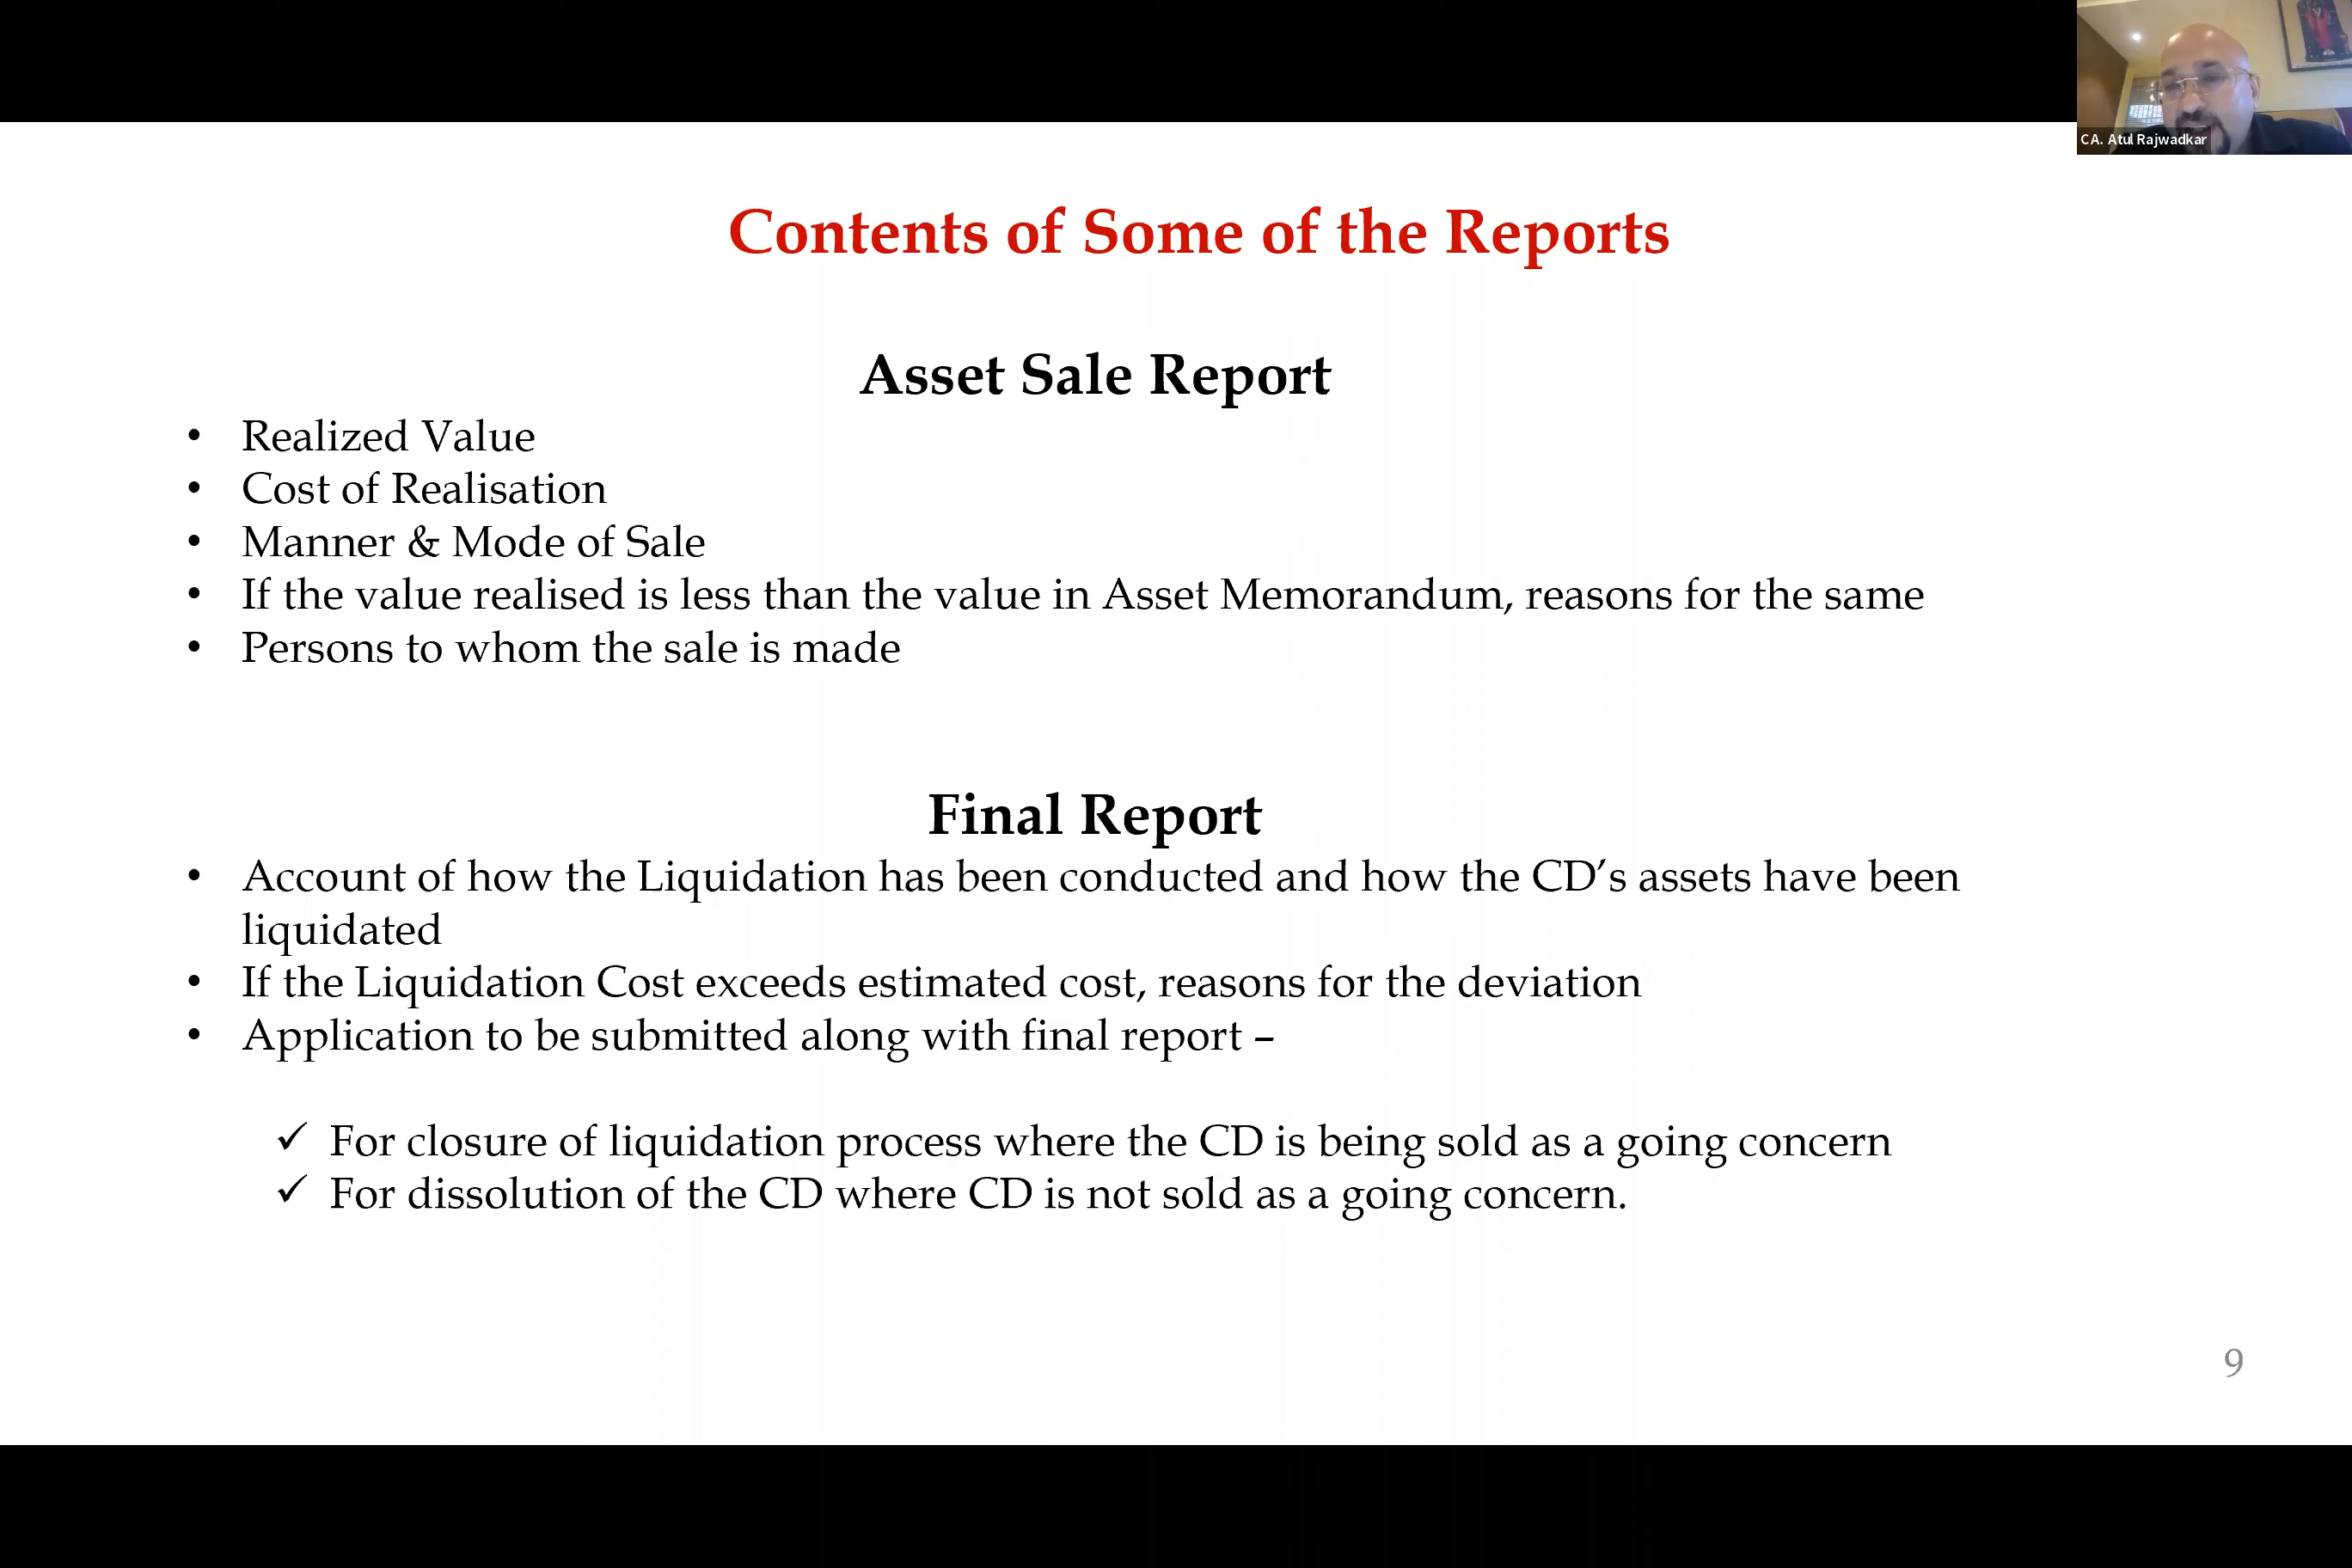 CA. Atul Rajwadkar
Contents of Some of the Reports
Asset Sale Report
• Realized Value
• Cost of Realisation
• Manner & Mode of Sale
• If the value realised is less than the value in Asset Memorandum, reasons for the same
• Persons to whom the sale is made
Final Report
• Account of how the Liquidation has been conducted and how the CD’s assets have been
liquidated
• If the Liquidation Cost exceeds estimated cost, reasons for the deviation
• Application to be submitted along with final report –
✓ For closure of liquidation process where the CD is being sold as a going concern
✓ For dissolution of the CD where CD is not sold as a going concern.
9